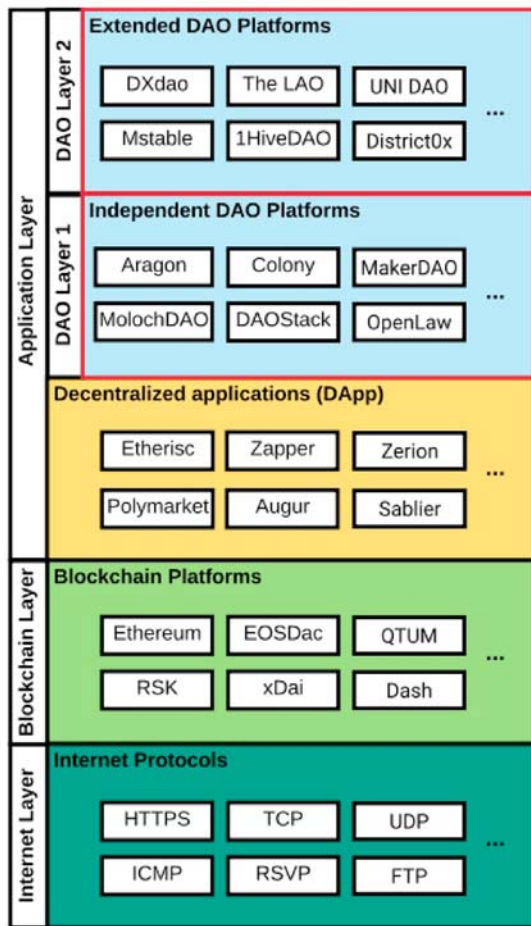 Application Layer
DAO Layer 2
Extended DAO Platforms
DXdao The LAO UNI DAO
...
Mstable 1HiveDAO District0x
DAO Layer 1
Independent DAO Platforms
Aragon Colony MakerDAO
...
MolochDAO DAOStack OpenLaw
Decentralized applications (DApp)
Etherisc Zapper Zerion
...
Polymarket Augur Sablier
Blockchain Layer
Blockchain Platforms
Ethereum EOSDac QTUM
...
RSK xDai Dash
Internet Layer
Internet Protocols
HTTPS TCP UDP
...
ICMP RSVP FTP